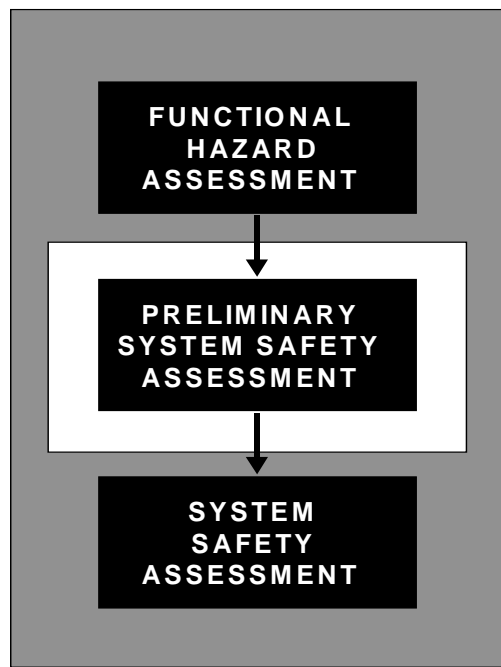 FUNCTIONAL
HAZARD
ASSESSMENT
PRELIMINARY
SYSTEM SAFETY
ASSESSMENT
SYSTEM
SAFETY
ASSESSMENT